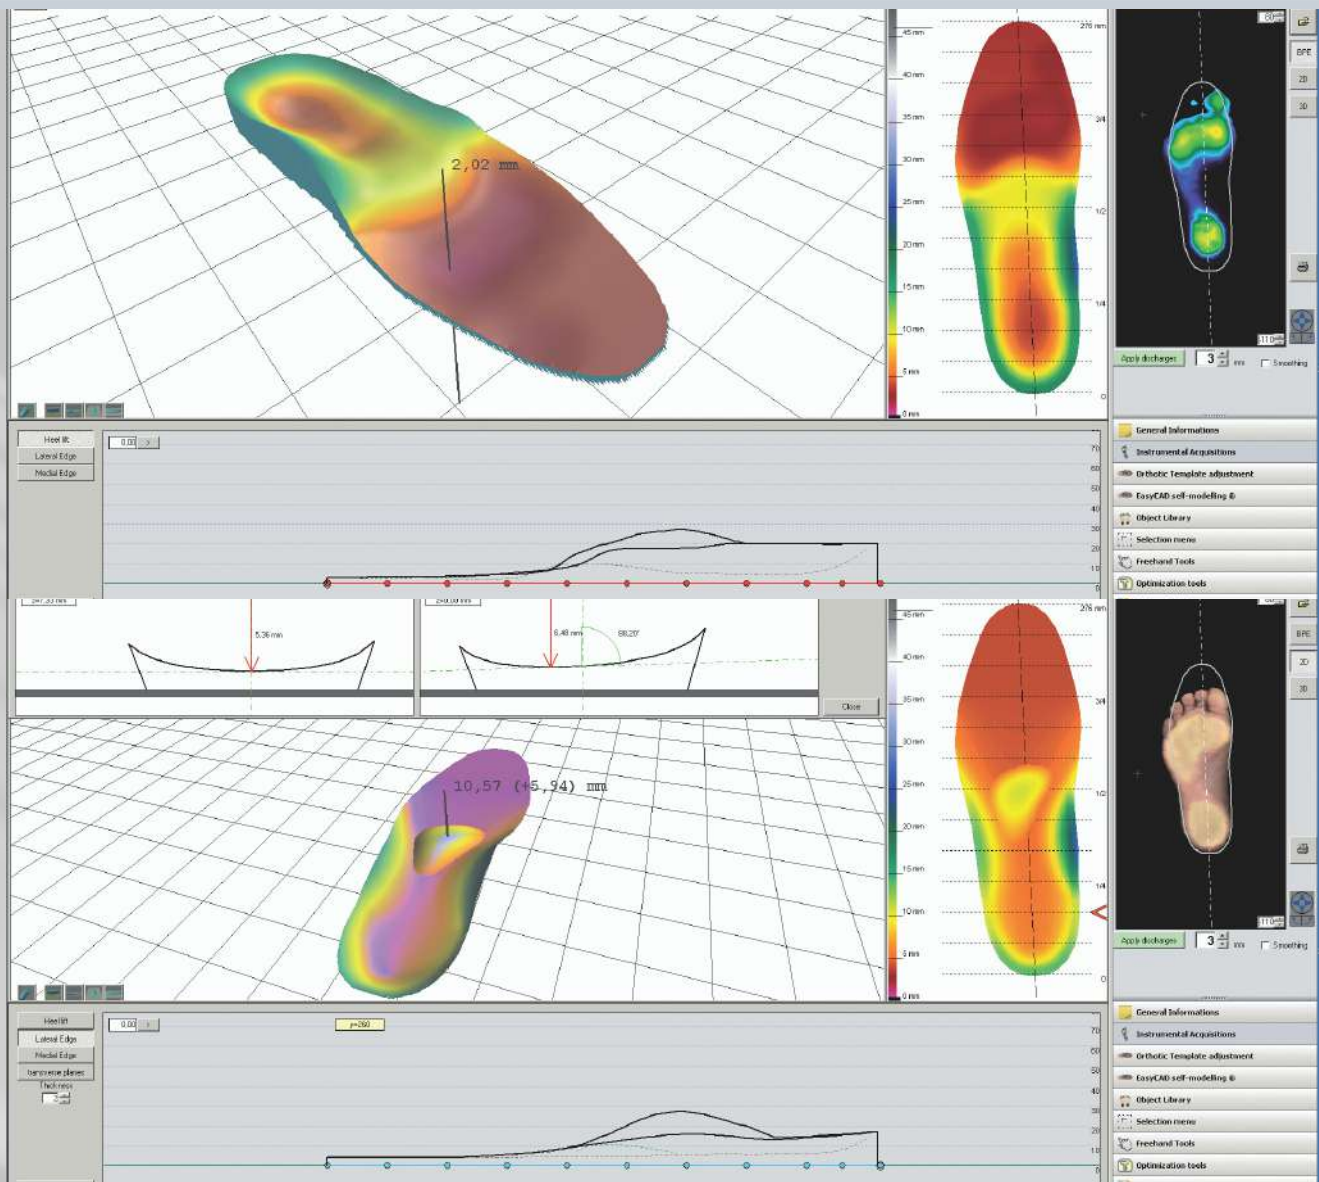 2,02 mm
45 mm
40 mm
35 mm
30 mm
25 mm
20 mm
15 mm
10 mm
5 mm
0 mm
276 mm
3/4
1/2
1/4
0
BPE
2D
3D
Apply discharges
3
mm
Smoothing
Heel lift
Lateral Edge
Medial Edge
0,00
>
70
60
50
40
30
20
10
0
General Informations
Instrumental Acquisitions
Orthotic Template adjustment
EasyCAD self-modelling ®
Object Library
Selection menu
Freehand Tools
Optimization tools
5,36 mm
6,48 mm
88,20°
Close
10,57 (+5,94) mm
45 mm
40 mm
35 mm
30 mm
25 mm
20 mm
15 mm
10 mm
5 mm
0 mm
276 mm
3/4
1/2
1/4
0
BPE
2D
3D
Apply discharges
3
mm
Smoothing
Heel lift
Lateral Edge
Medial Edge
transverse planes
Thickness
0,00
>
y=260
70
60
50
40
30
20
10
0
General Informations
Instrumental Acquisitions
Orthotic Template adjustment
EasyCAD self-modelling ®
Object Library
Selection menu
Freehand Tools
Optimization tools